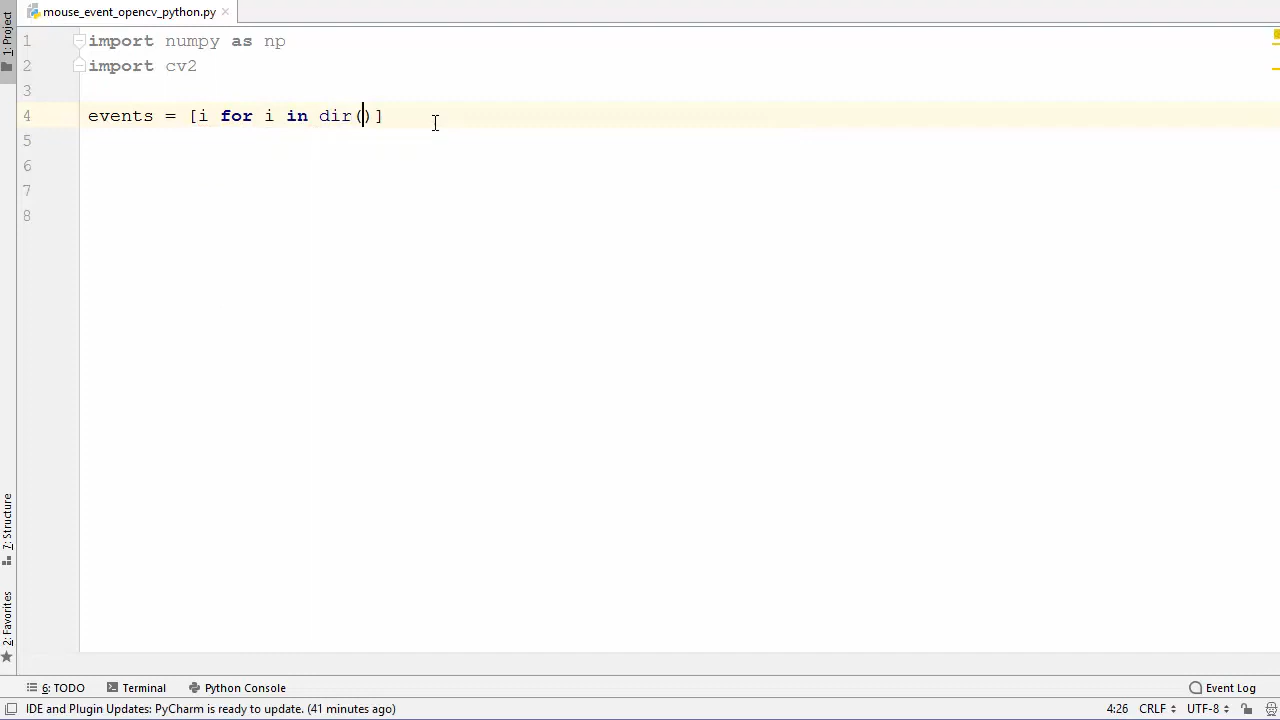 mouse_event_opencv_python.py
1: Project
1 import numpy as np
2 import cv2
3
4 events = [i for i in dir()]
5
6
7
8
7: Structure
2: Favorites
6: TODO Terminal Python Console Event Log
IDE and Plugin Updates: PyCharm is ready to update. (41 minutes ago) 4:26 CRLF UTF-8